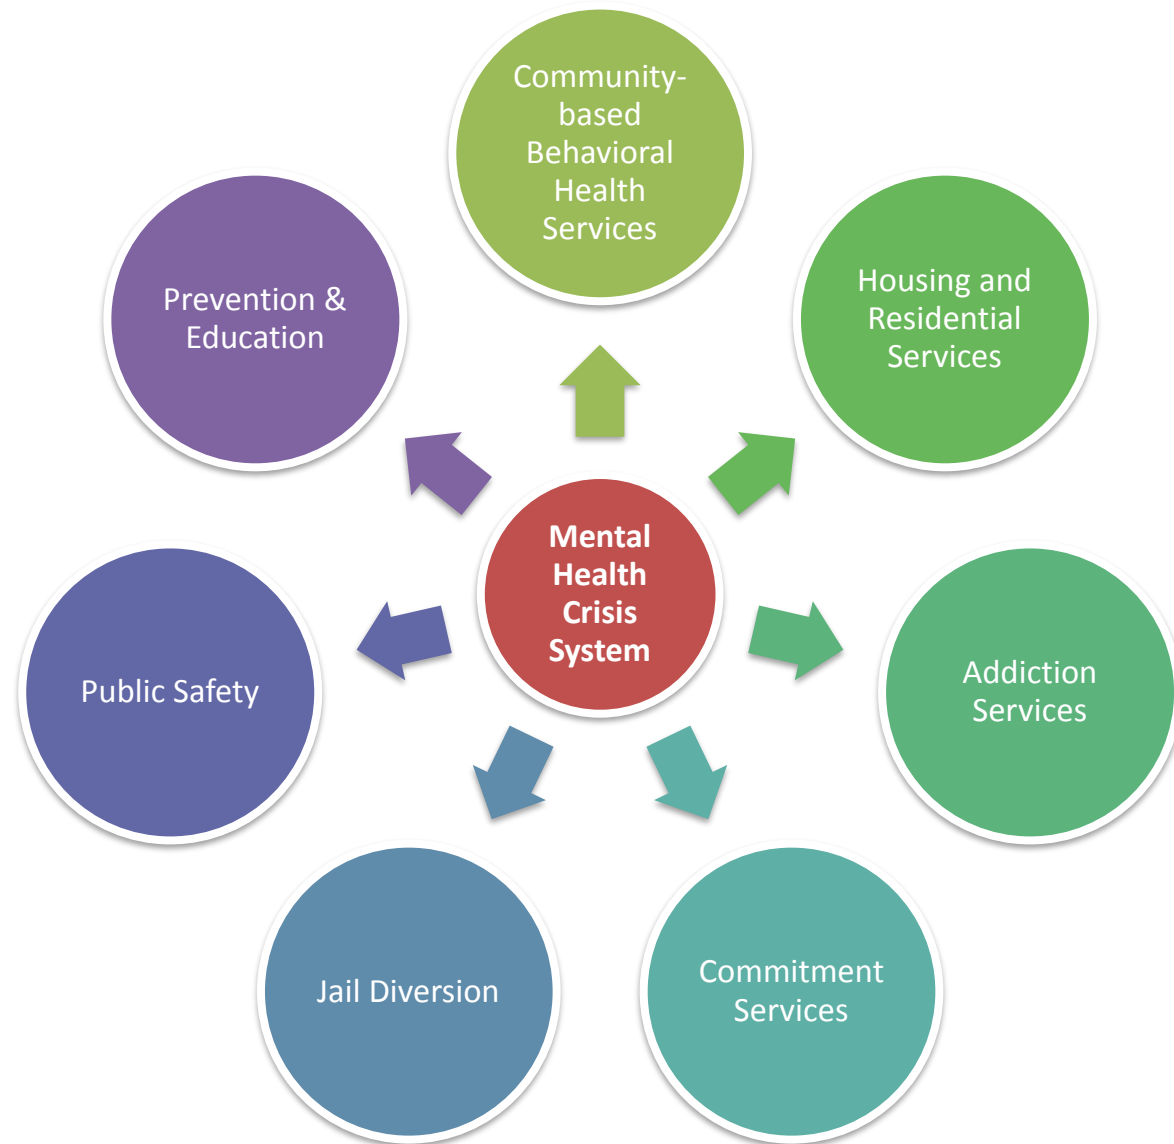 Community-
based
Behavioral
Health
Services
Prevention &
Education
Housing and
Residential
Services
Mental
Health
Crisis
System
Public Safety
Addiction
Services
Jail Diversion
Commitment
Services